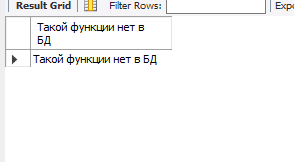 Result Grid Filter Rows: Expo
Такой функции нет в
БД
Такой функции нет в БД